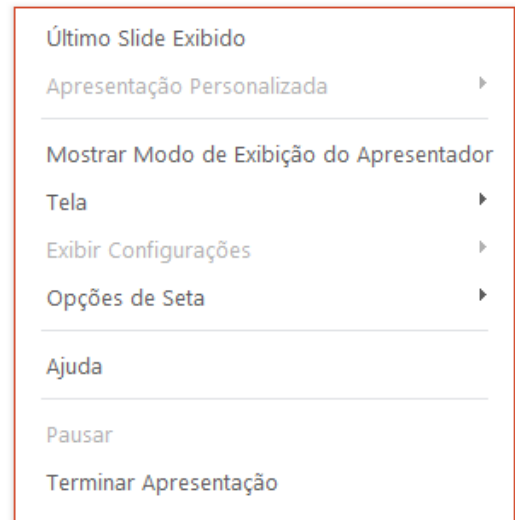 Último Slide Exibido
Apresentação Personalizada
Mostrar Modo de Exibição do Apresentador
Tela
Exibir Configurações
Opções de Seta
Ajuda
Pausar
Terminar Apresentação